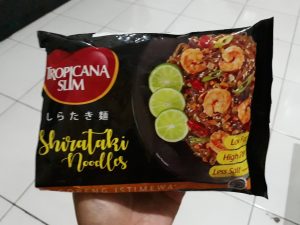 TROPICANA
SLIM
しらたき麺
Shirataki
Noodles
Less Salt
ISTIMEWA